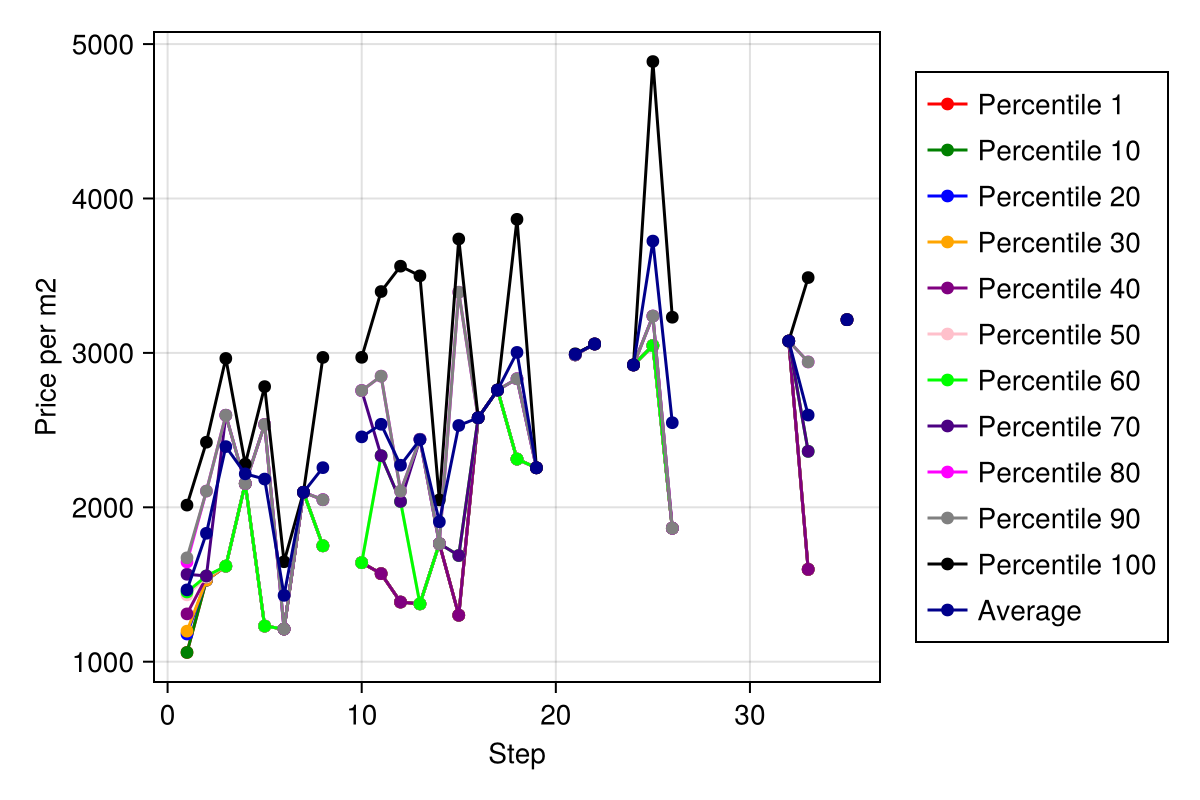 5000
4000
3000
2000
1000
Price per m2
0 10 20 30
Step
Percentile 1
Percentile 10
Percentile 20
Percentile 30
Percentile 40
Percentile 50
Percentile 60
Percentile 70
Percentile 80
Percentile 90
Percentile 100
Average